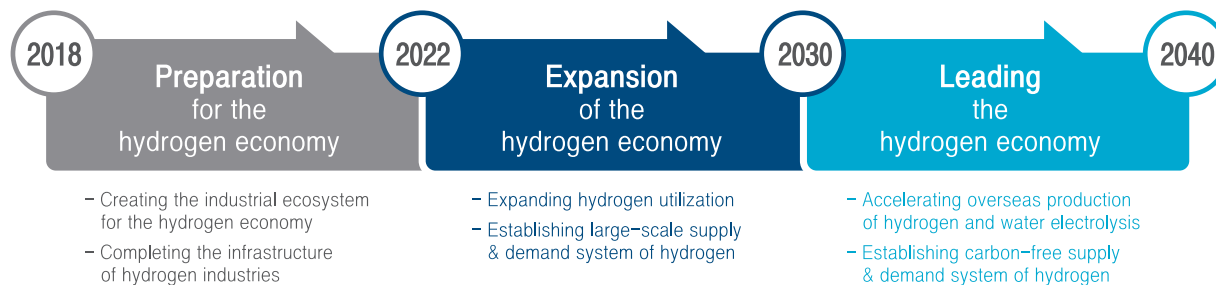 2018
Preparation
for the
hydrogen economy
2022
Expansion
of the
hydrogen economy
2030
Leading
the
hydrogen economy
2040
– Creating the industrial ecosystem
for the hydrogen economy
– Completing the infrastructure
of hydrogen industries
– Expanding hydrogen utilization
– Establishing large-scale supply
& demand system of hydrogen
– Accelerating overseas production
of hydrogen and water electrolysis
– Establishing carbon-free supply
& demand system of hydrogen